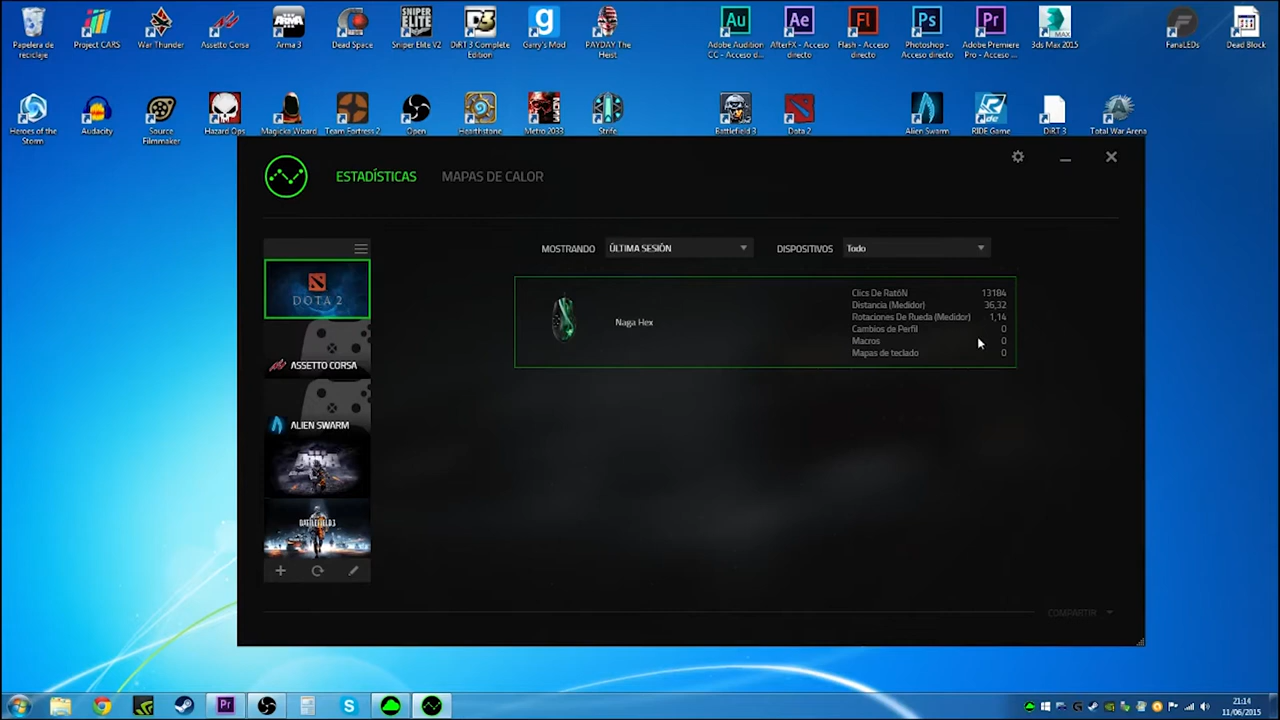 Papelera de reciclaje
Project CARS
War Thunder
Assetto Corsa
Arma 3
Dead Space
Sniper Elite V2
DiRT 3 Complete Edition
Garry's Mod
PAYDAY The Heist
Adobe Audition CC - Acceso d...
AfterFX - Acceso directo
Flash - Acceso directo
Photoshop - Acceso directo
Adobe Premiere Pro - Acceso ...
3ds Max 2015
FanaLEDs
Dead Block
Heroes of the Storm
Audacity
Source Filmmaker
Hazard Ops
Magicka Wizard
Team Fortress 2
Open
Hearthstone
Metro 2033
Strife
Battlefield 3
Dota 2
Alien Swarm
RIDE Game
DiRT 3
Total War Arena
ESTADÍSTICAS
MAPAS DE CALOR
MOSTRANDO
ÚLTIMA SESIÓN
DISPOSITIVOS
Todo
DOTA 2
ASSETTO CORSA
ALIEN SWARM
BATTLEFIELD 3
Naga Hex
Clics De RatóN 13184
Distancia (Medidor) 36,32
Rotaciones De Rueda (Medidor) 1,14
Cambios de Perfil 0
Macros 0
Mapas de teclado 0
COMPARTIR
21:14
11/06/2015